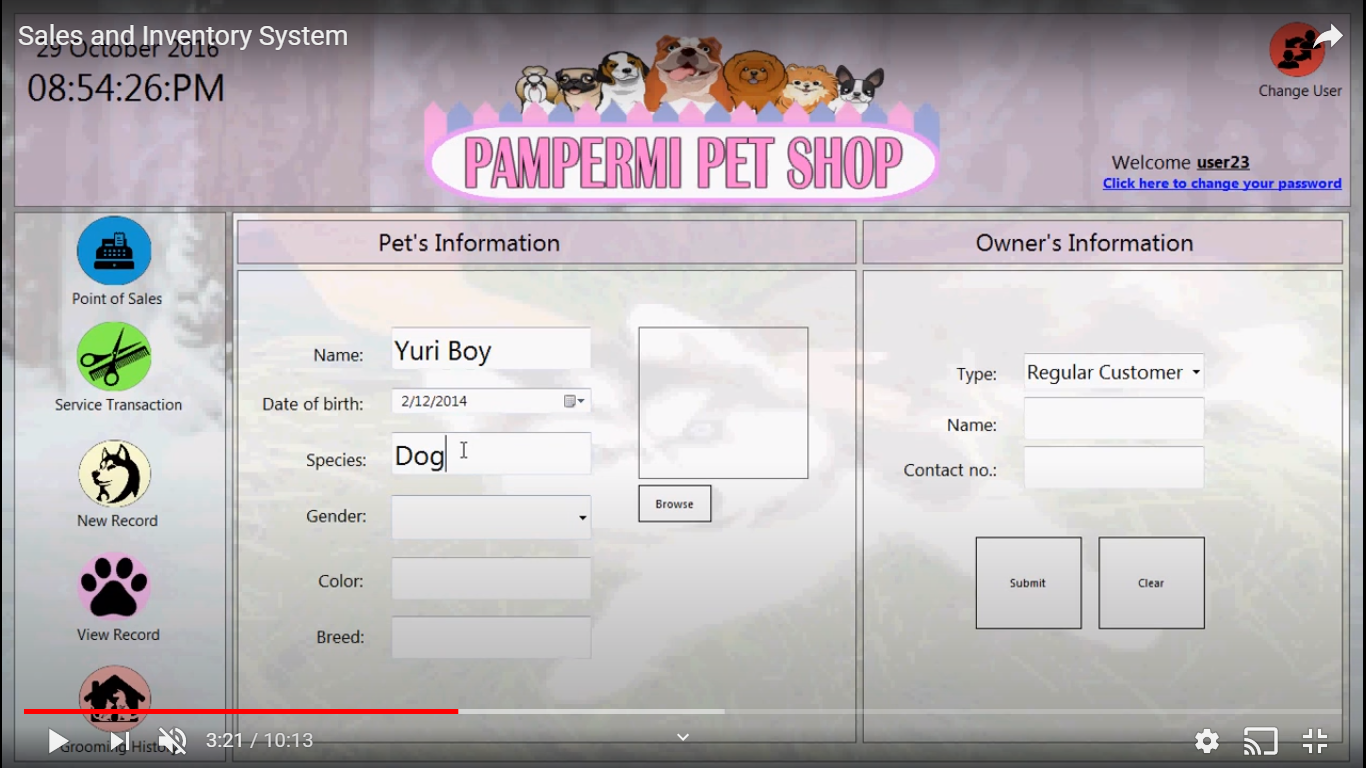 Sales and Inventory System
29 October 2016
08:54:26:PM
PAMPERMI PET SHOP
Change User
Welcome user23
Click here to change your password
Point of Sales
Service Transaction
New Record
View Record
Grooming History
Pet's Information
Name: Yuri Boy
Date of birth: 2/12/2014
Species: Dog
Gender:
Color:
Breed:
Browse
Owner's Information
Type: Regular Customer
Name:
Contact no.:
Submit
Clear
3:21 / 10:13